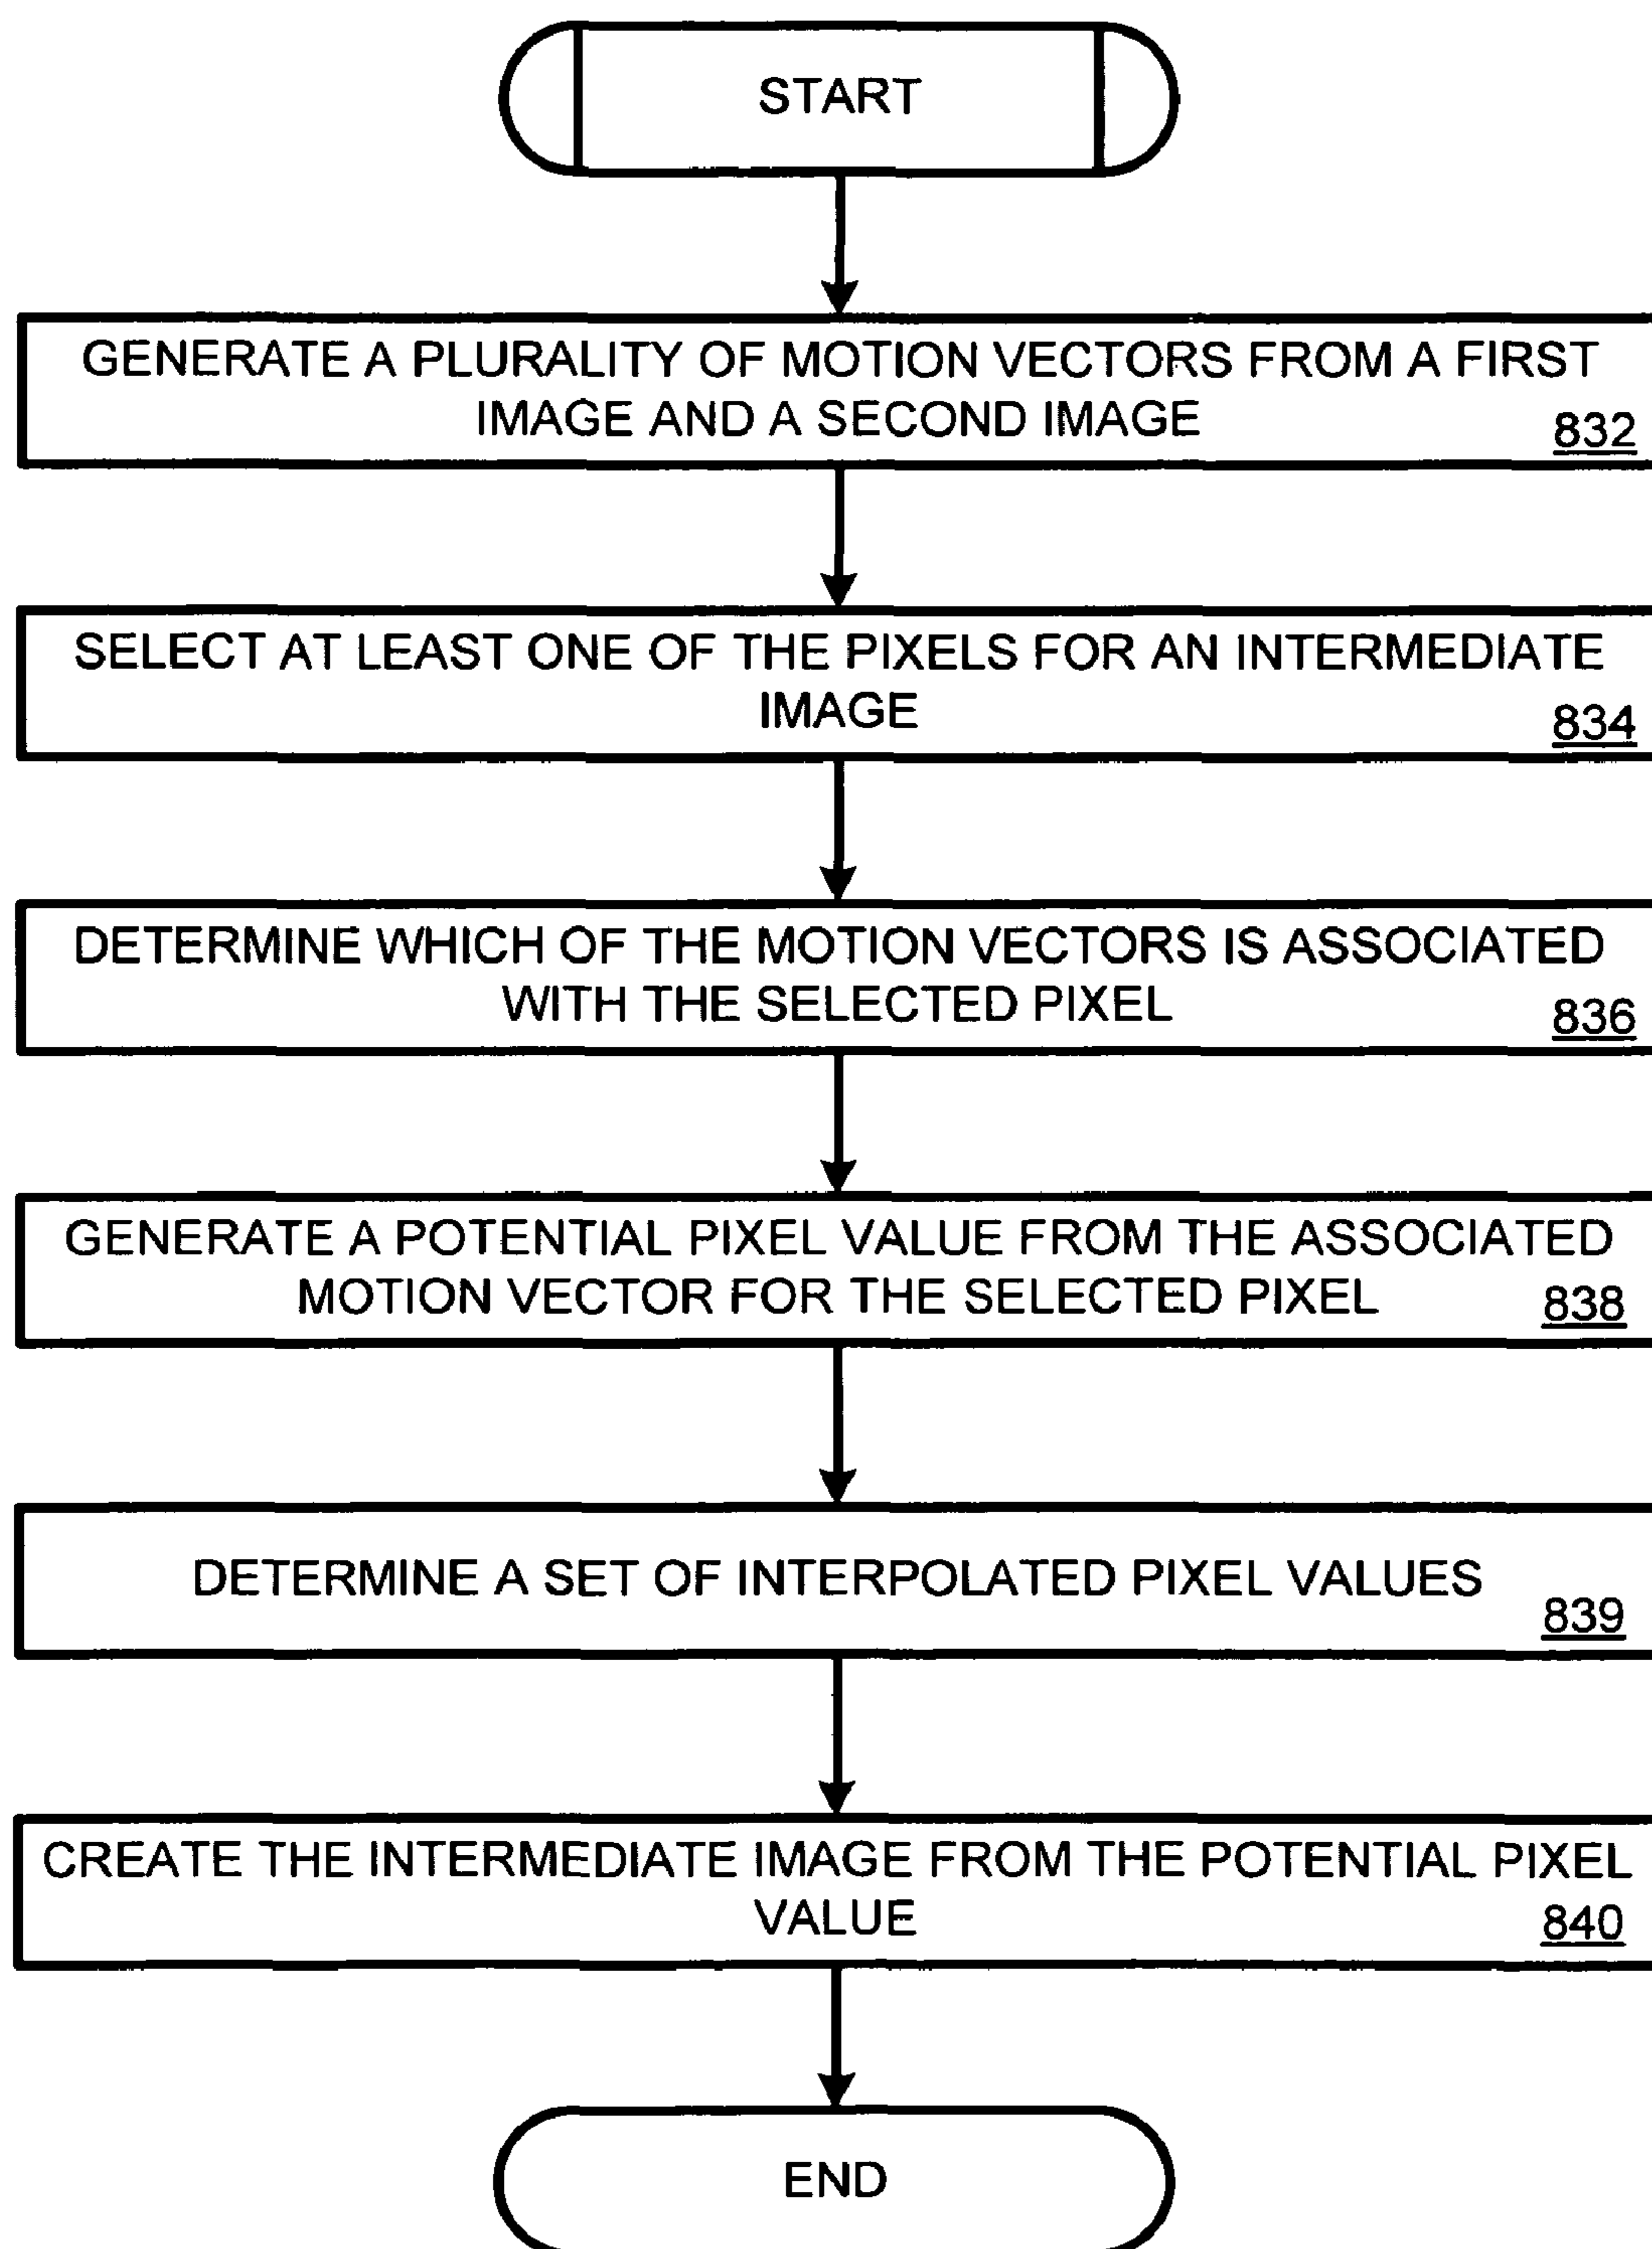 START
GENERATE A PLURALITY OF MOTION VECTORS FROM A FIRST
IMAGE AND A SECOND IMAGE
832
SELECT AT LEAST ONE OF THE PIXELS FOR AN INTERMEDIATE
IMAGE
834
DETERMINE WHICH OF THE MOTION VECTORS IS ASSOCIATED
WITH THE SELECTED PIXEL
836
GENERATE A POTENTIAL PIXEL VALUE FROM THE ASSOCIATED
MOTION VECTOR FOR THE SELECTED PIXEL
838
DETERMINE A SET OF INTERPOLATED PIXEL VALUES
839
CREATE THE INTERMEDIATE IMAGE FROM THE POTENTIAL PIXEL
VALUE
840
END